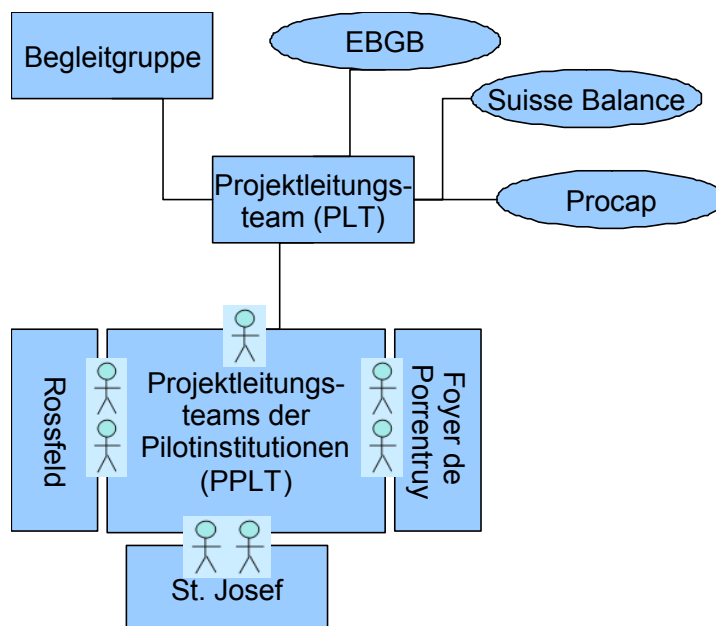 EBGB
Begleitgruppe
Suisse Balance
Projektleitungs-
team (PLT)
Procap
Rossfeld
Projektleitungs-
teams der
Pilotinstitutionen
(PPLT)
Foyer de
Porrentruy
St. Josef